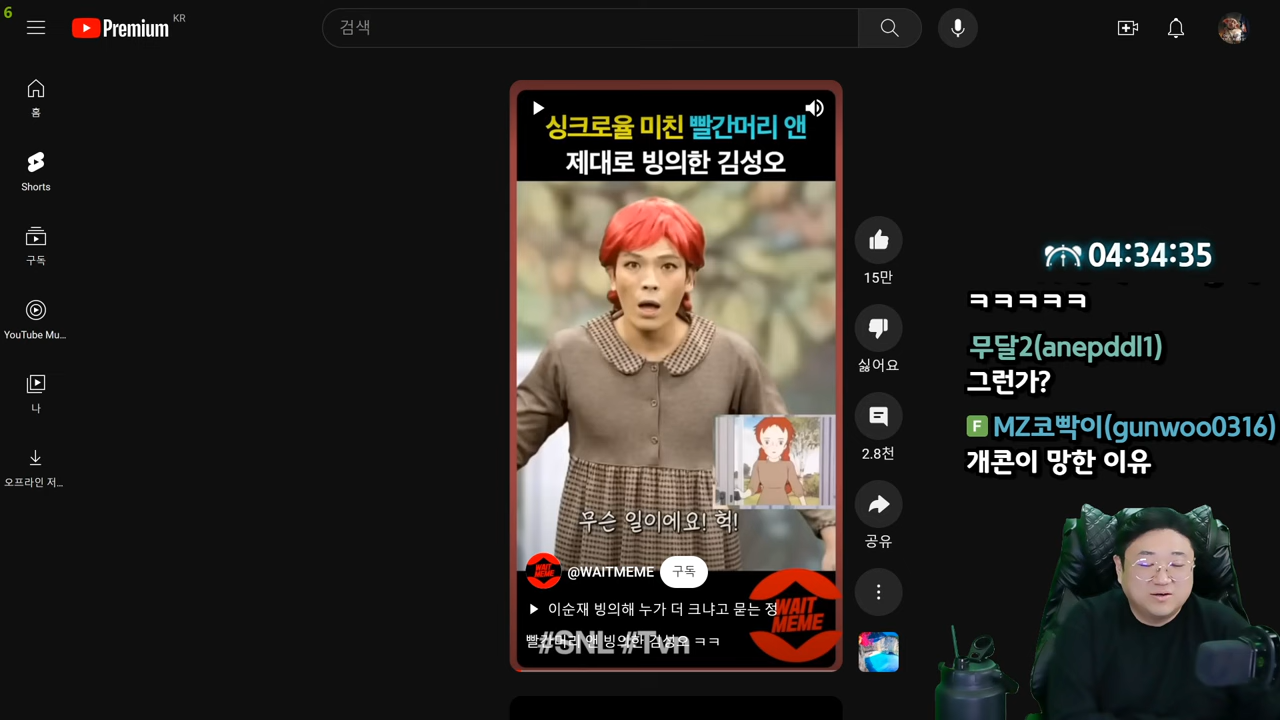 6
Premium
KR
검색
홈
Shorts
구독
YouTube Mu...
나
오프라인 저...
싱크로율 미친 빨간머리 앤
제대로 빙의한 김성오
무슨 일이에요! 헉!
WAIT MEME
@WAITMEME
구독
이순재 빙의해 누가 더 크냐고 묻는 정
빨간머리 앤 빙의한 김성오 ㅋㅋ
#SNL #Tvn
WAIT
MEME
15만
싫어요
2.8천
공유
04:34:35
ㅋㅋㅋㅋㅋ
무달2(anepddl1)
그런가?
F MZ코빡이(gunwoo0316)
개콘이 망한 이유